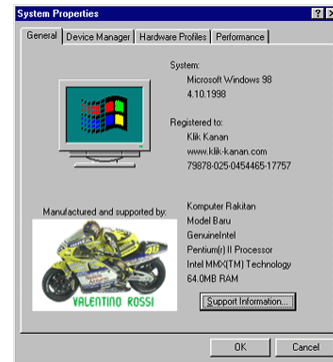 System Properties
General Device Manager Hardware Profiles Performance
System:
Microsoft Windows 98
4.10.1998
Registered to:
Klik Kanan
www.klik-kanan.com
79878-025-0454465-17757
Manufactured and supported by:
Komputer Rakitan
Model Baru
GenuineIntel
Pentium(r) II Processor
Intel MMX(TM) Technology
64.0MB RAM
VALENTINO ROSSI
Support Information...
OK Cancel